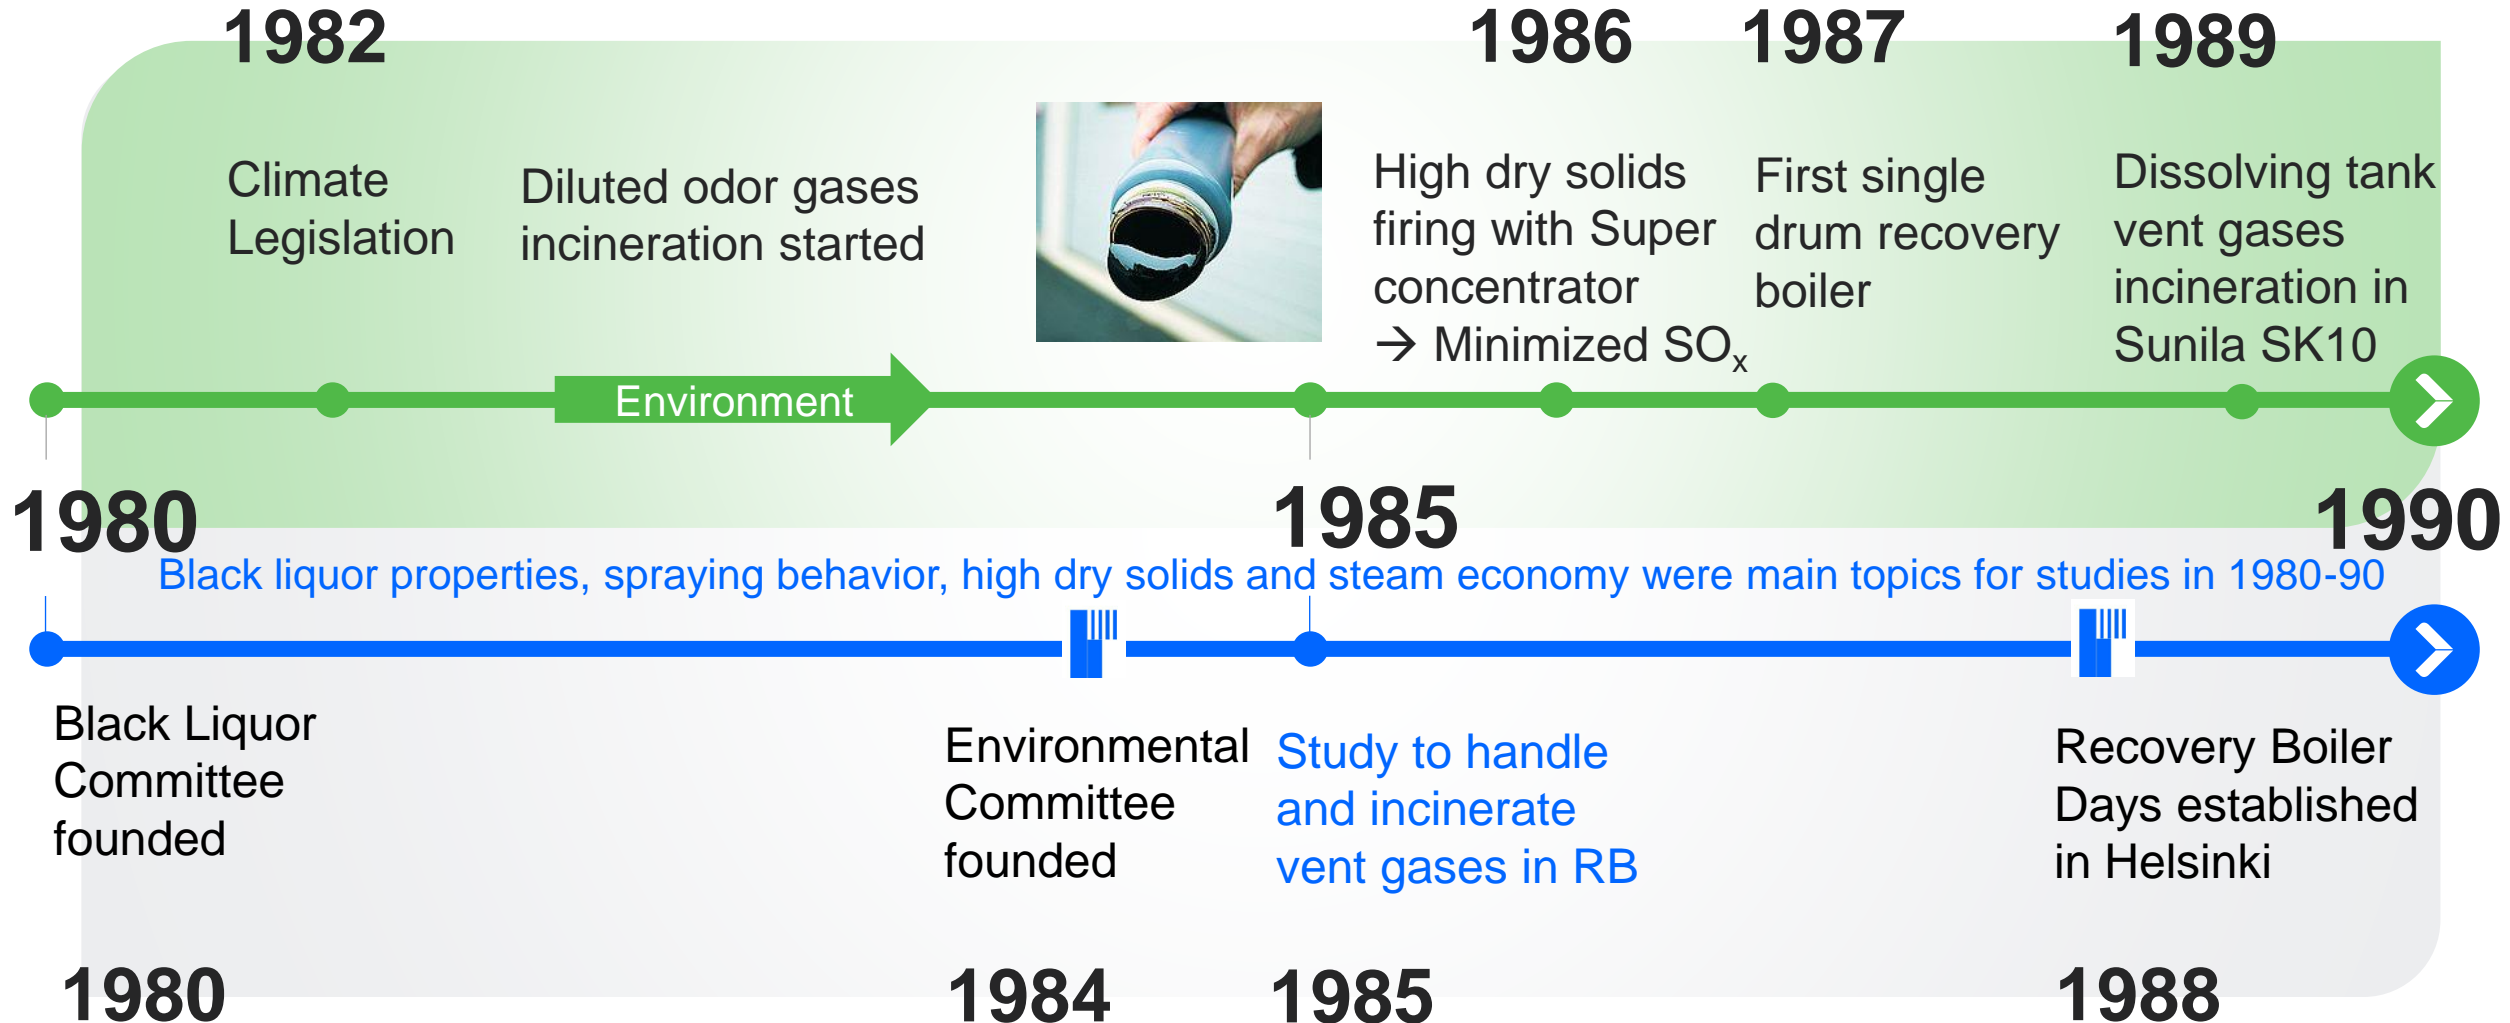 1982
1986
1987
1989
Climate
Legislation
Diluted odor gases
incineration started
High dry solids
firing with Super
concentrator
→ Minimized SOx
First single
drum recovery
boiler
Dissolving tank
vent gases
incineration in
Sunila SK10
Environment
1980
1985
1990
Black liquor properties, spraying behavior, high dry solids and steam economy were main topics for studies in 1980-90
Black Liquor
Committee
founded
Environmental
Committee
founded
Study to handle
and incinerate
vent gases in RB
Recovery Boiler
Days established
in Helsinki
1980
1984
1985
1988